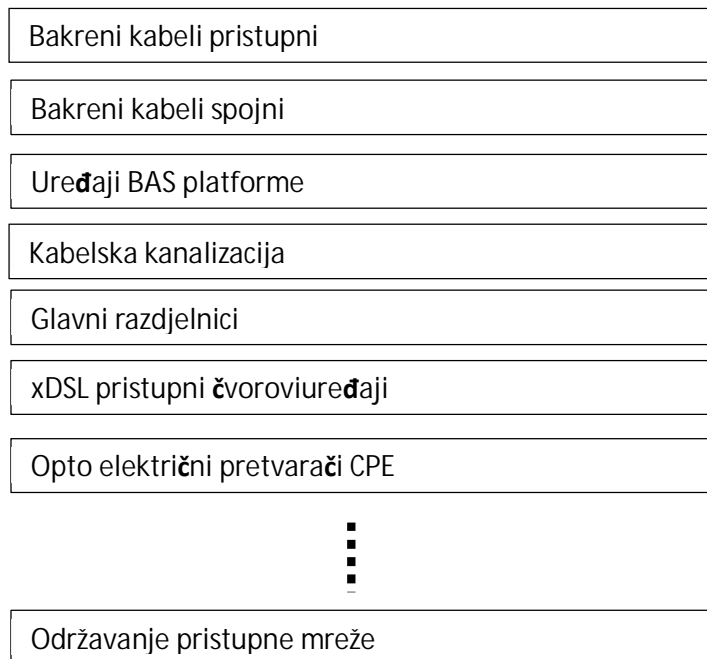 Bakreni kabeli pristupni
Bakreni kabeli spojni
Uređaji BAS platforme
Kabelska kanalizacija
Glavni razdjelnici
xDSL pristupni čvoroviuređaji
Opto električni pretvarači CPE
Održavanje pristupne mreže